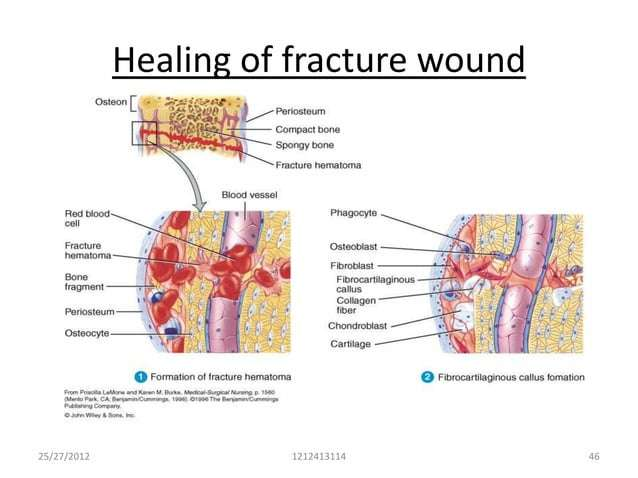 Healing of fracture wound
Osteon
Periosteum
Compact bone
Spongy bone
Fracture hematoma
Blood vessel
Red blood
cell
Fracture
hematoma
Bone
fragment
Periosteum
Osteocyte
1 Formation of fracture hematoma
Phagocyte
Osteoblast
Fibroblast
Fibrocartilaginous
callus
Collagen
fiber
Chondroblast
Cartilage
2 Fibrocartilaginous callus fomation
From Priscilla LeMone and Karen M. Burke, Medical-Surgical Nursing, p. 1560
(Menlo Park, CA: Benjamin/Cummings, 1996). ©1996 The Benjamin/Cummings
Publishing Company.
© John Wiley & Sons, Inc.
25/27/2012
1212413114
46